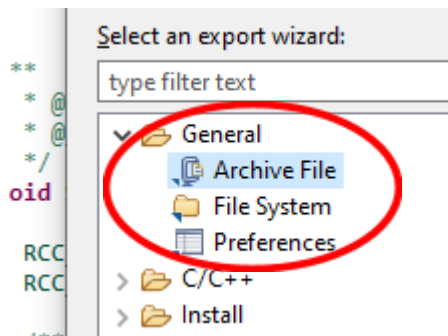 Select an export wizard:
type filter text
General
Archive File
File System
Preferences
C/C++
Install
**
* @
* @
*/
oid
RCC
RCC